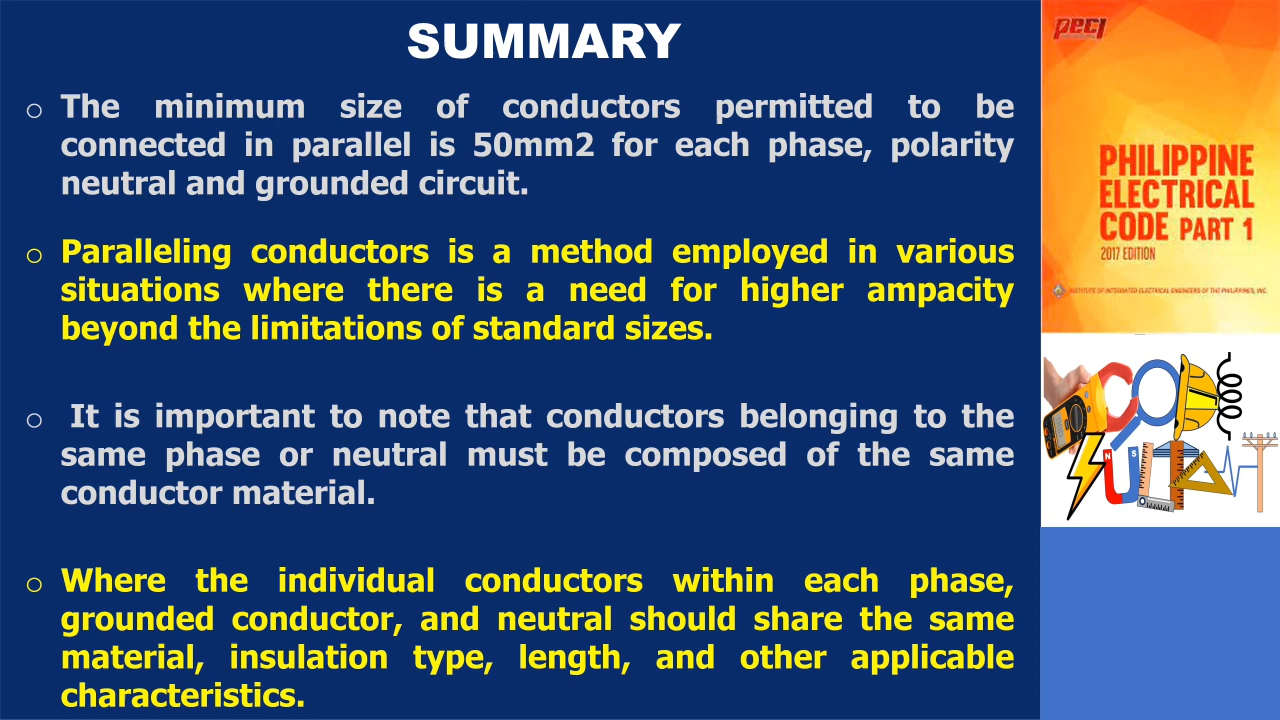 SUMMARY
o The minimum size of conductors permitted to be
connected in parallel is 50mm2 for each phase, polarity
neutral and grounded circuit.
o Paralleling conductors is a method employed in various
situations where there is a need for higher ampacity
beyond the limitations of standard sizes.
o It is important to note that conductors belonging to the
same phase or neutral must be composed of the same
conductor material.
o Where the individual conductors within each phase,
grounded conductor, and neutral should share the same
material, insulation type, length, and other applicable
characteristics.
PHILIPPINE
ELECTRICAL
CODE PART 1
2017 EDITION
INSTITUTE OF INTEGRATED ELECTRICAL ENGINEERS OF THE PHILIPPINES, INC.
N S